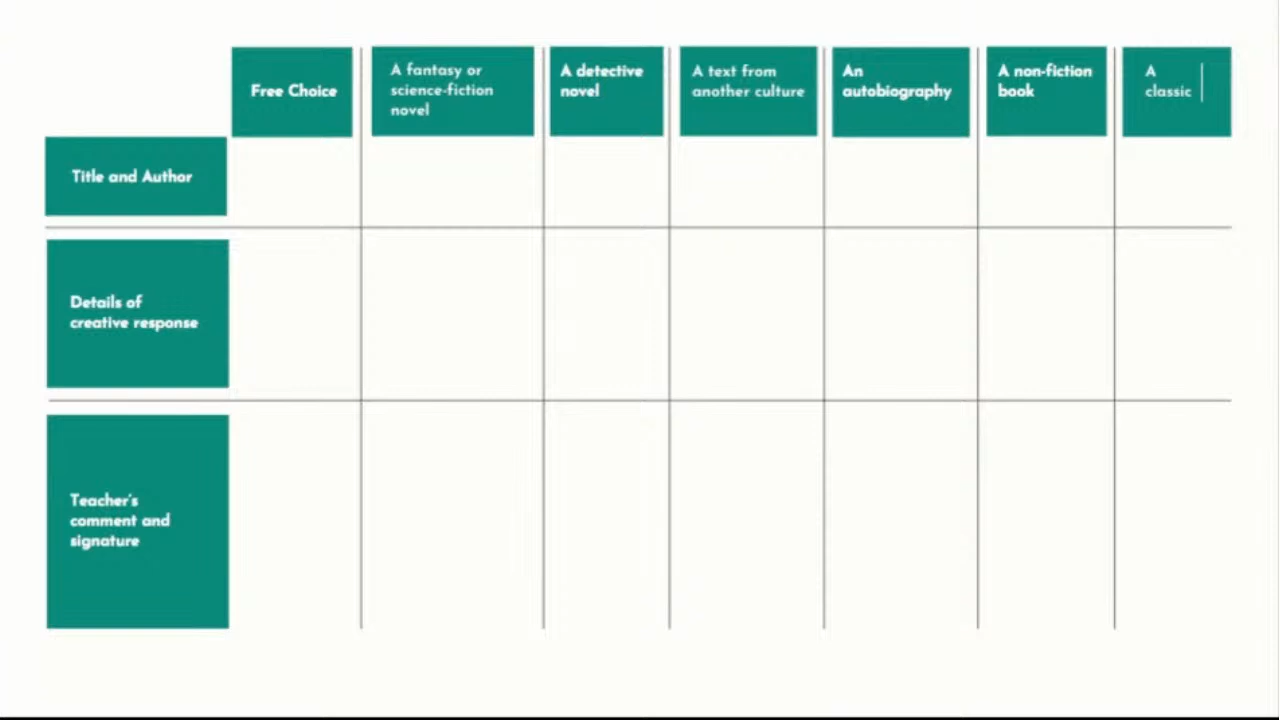 Free Choice
A fantasy or
science-fiction
novel
A detective
novel
A text from
another culture
An
autobiography
A non-fiction
book
A
classic
Title and Author
Details of
creative response
Teacher's
comment and
signature